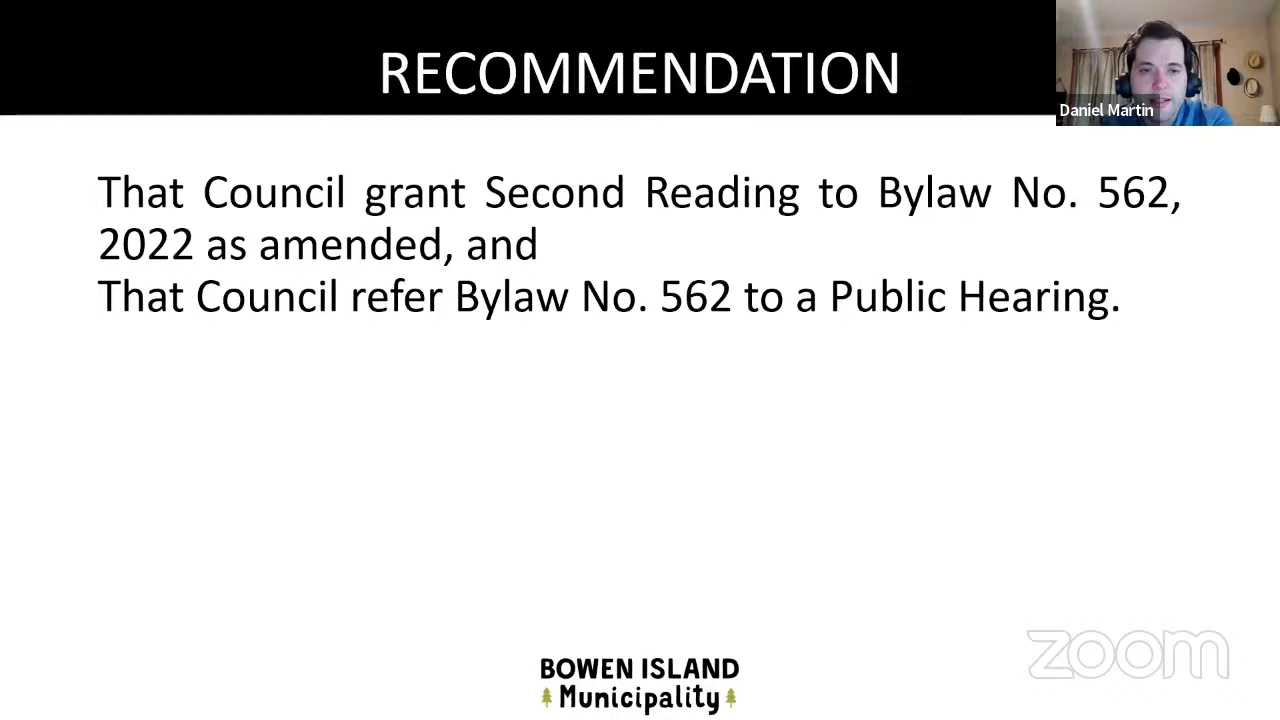 RECOMMENDATION
Daniel Martin
That Council grant Second Reading to Bylaw No. 562,
2022 as amended, and
That Council refer Bylaw No. 562 to a Public Hearing.
zoom
BOWEN ISLAND
Municipality